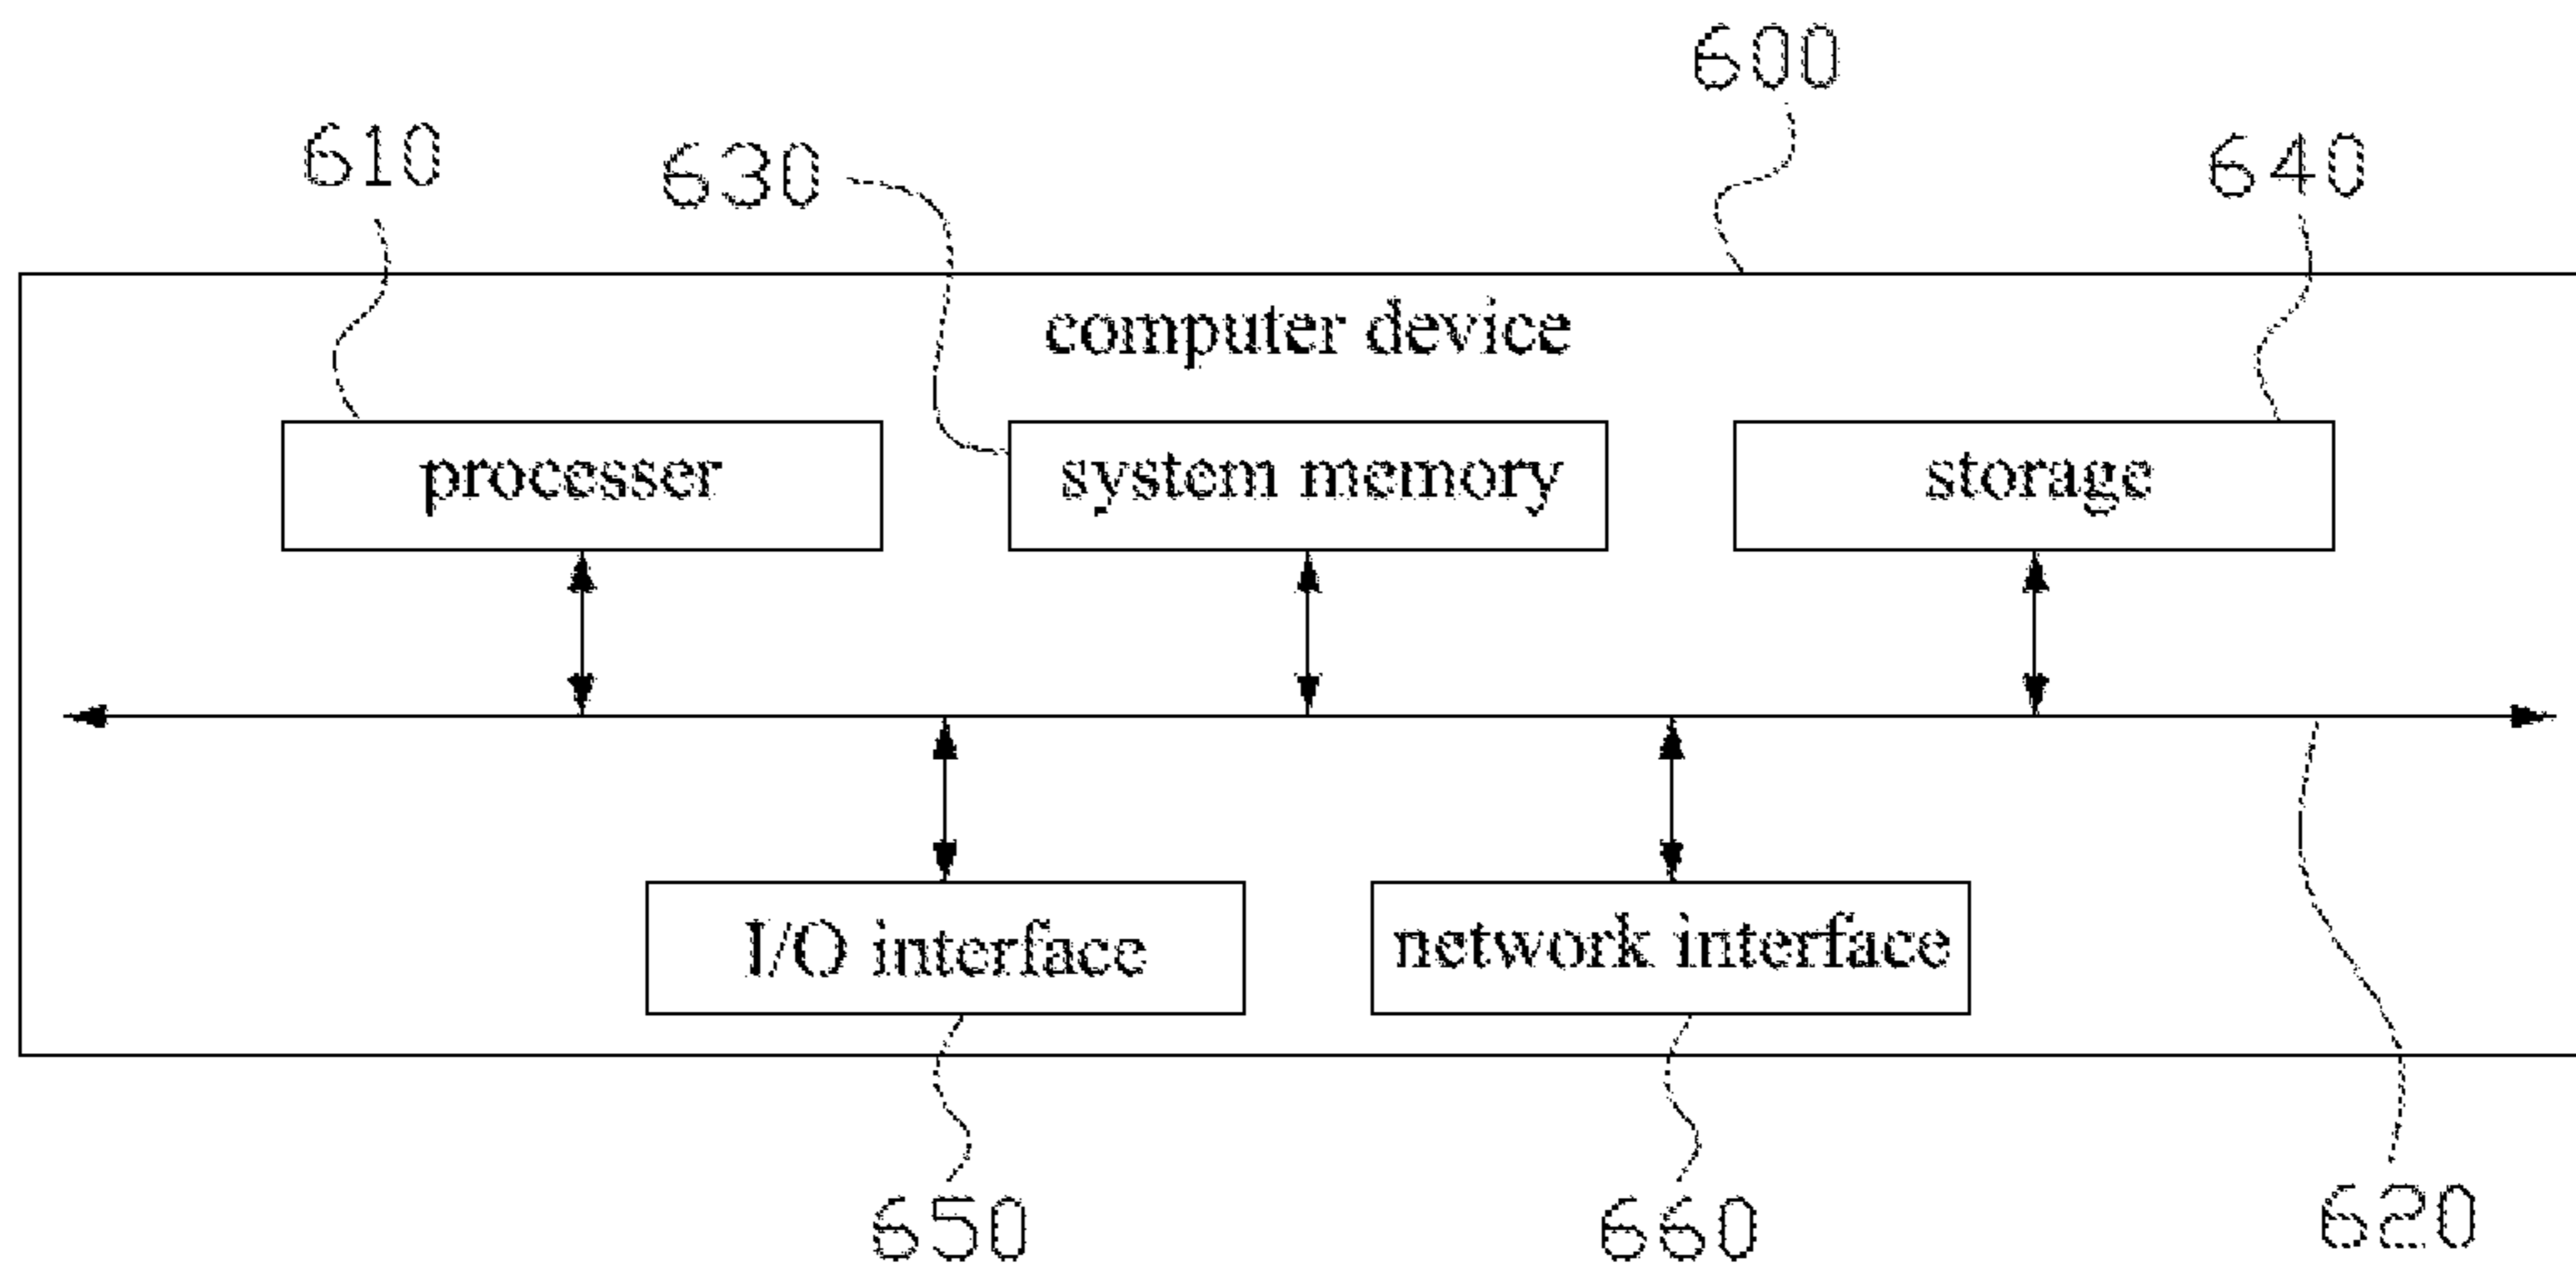 600
610
630
640
computer device
processer
system memory
storage
I/O interface
network interface
650
660
620